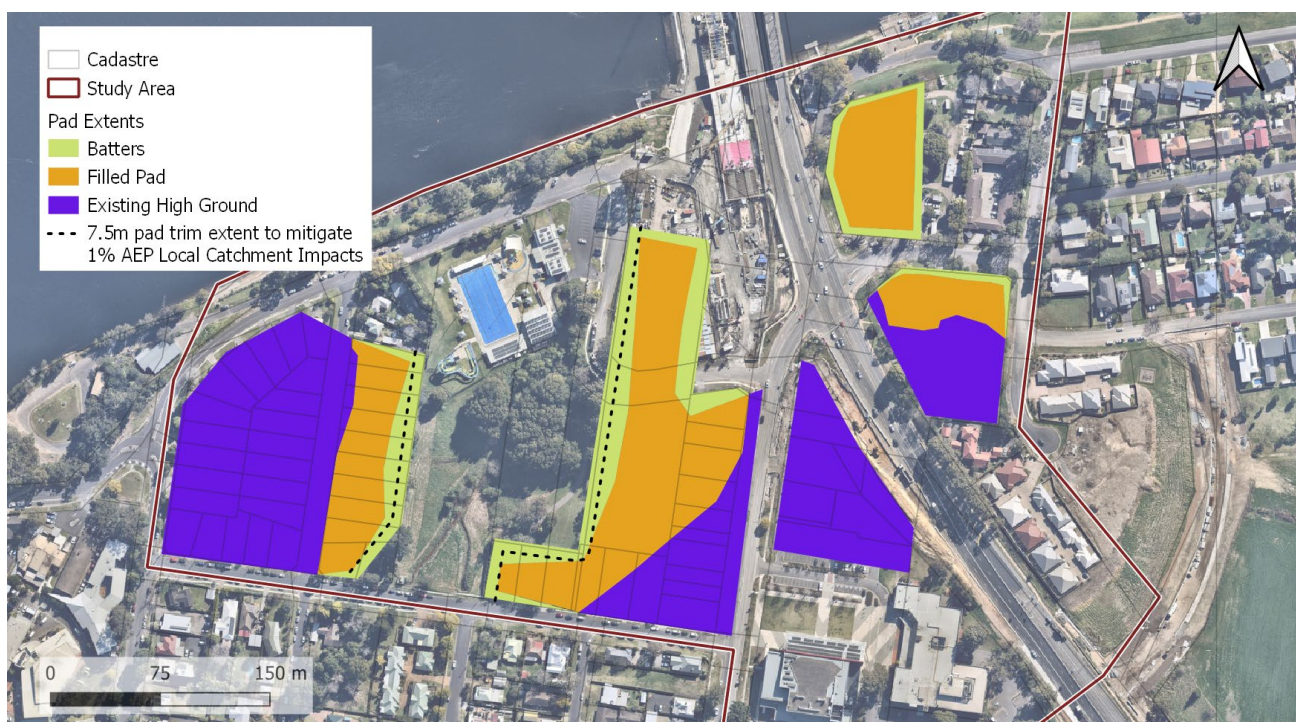 Cadastre
Study Area
Pad Extents
Batters
Filled Pad
Existing High Ground
7.5m pad trim extent to mitigate
1% AEP Local Catchment Impacts
0 75 150 m